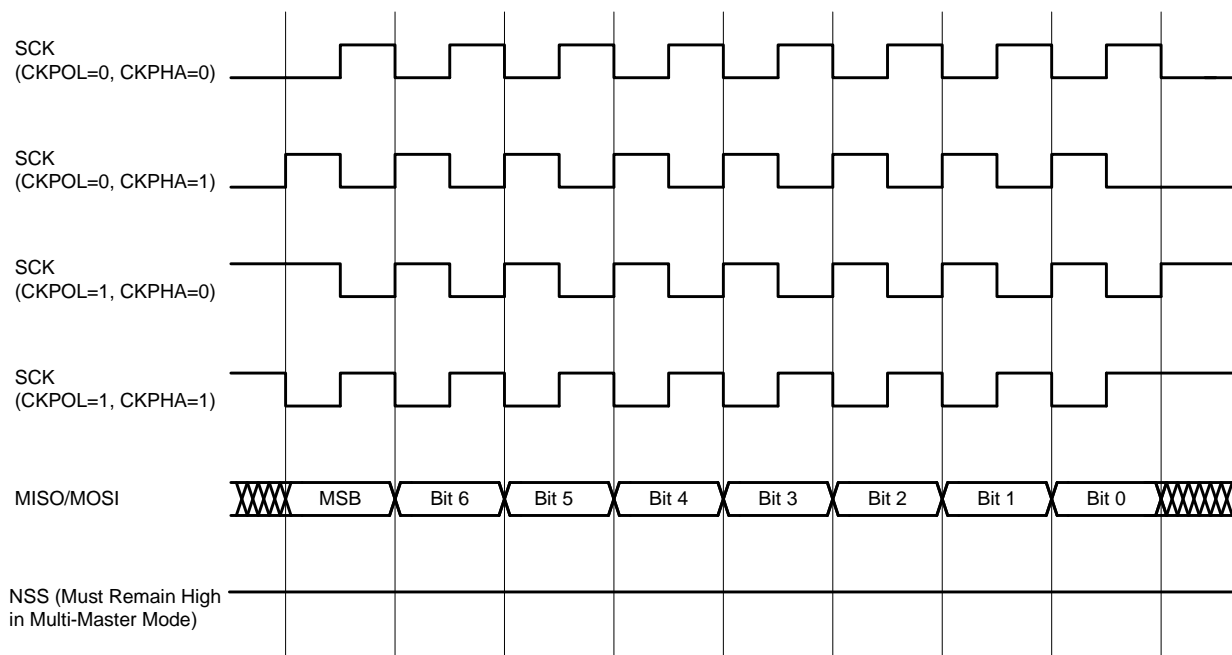 SCK
(CKPOL=0, CKPHA=0)
SCK
(CKPOL=0, CKPHA=1)
SCK
(CKPOL=1, CKPHA=0)
SCK
(CKPOL=1, CKPHA=1)
MISO/MOSI MSB Bit 6 Bit 5 Bit 4 Bit 3 Bit 2 Bit 1 Bit 0
NSS (Must Remain High
in Multi-Master Mode)